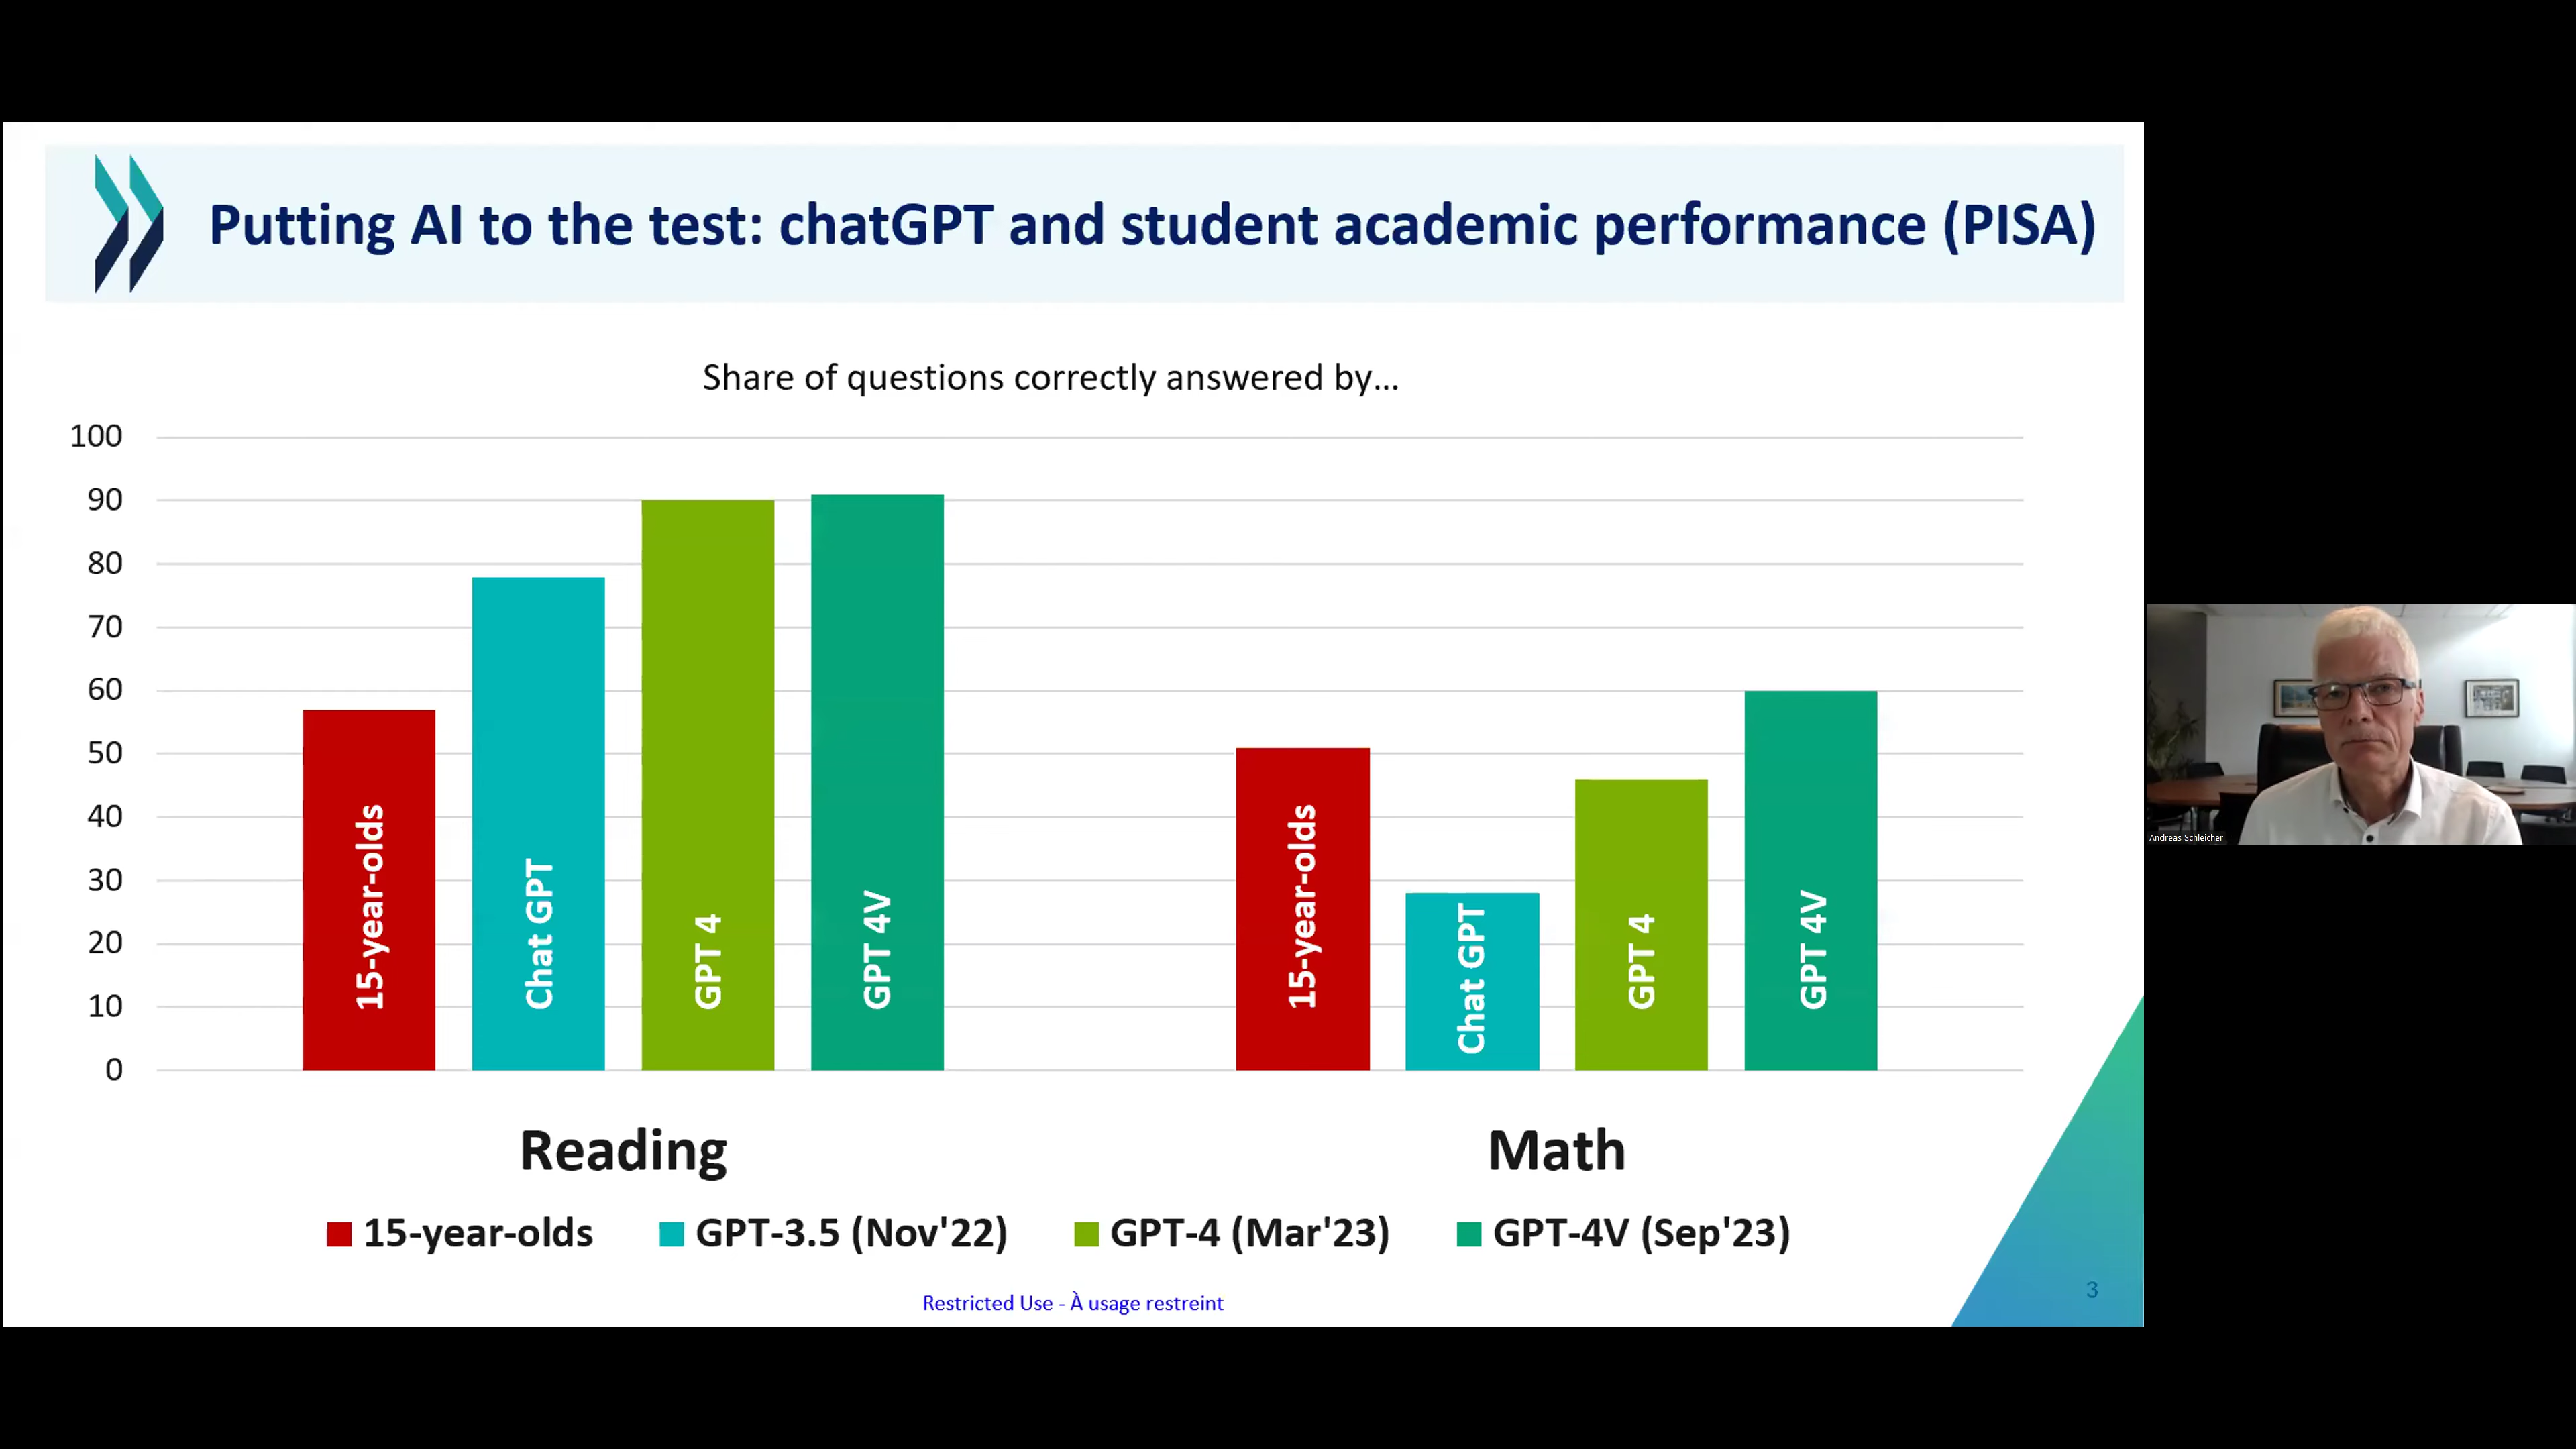 Putting AI to the test: chatGPT and student academic performance (PISA)
Share of questions correctly answered by...
100
90
80
70
60
50
40
30
20
10
0
15-year-olds
Chat GPT
GPT 4
GPT 4V
15-year-olds
Chat GPT
GPT 4
GPT 4V
Reading
Math
15-year-olds
GPT-3.5 (Nov'22)
GPT-4 (Mar'23)
GPT-4V (Sep'23)
Restricted Use - À usage restreint
3
Andreas Schleicher